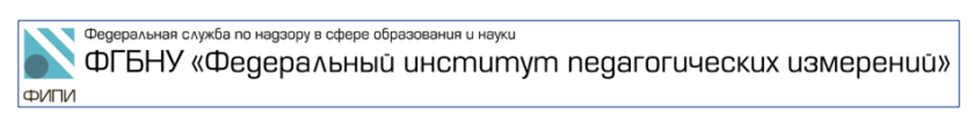 Федеральная служба по надзору в сфере образования и науки
ФГБНУ «Федеральный институт педагогических измерений»
ФИПИ